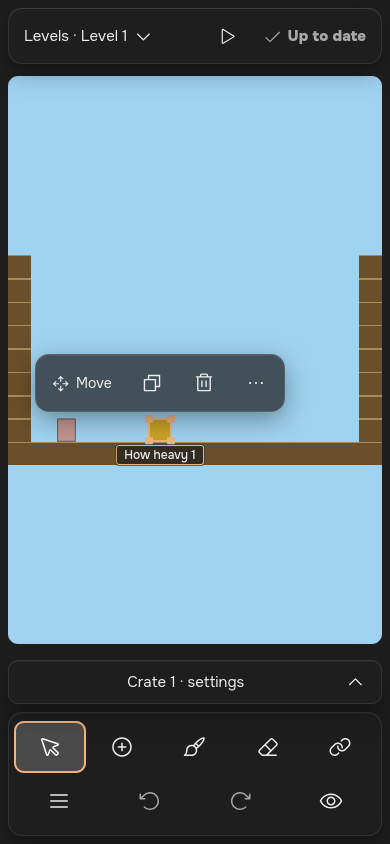 Levels · Level 1
Up to date
Move
How heavy 1
Crate 1 · settings